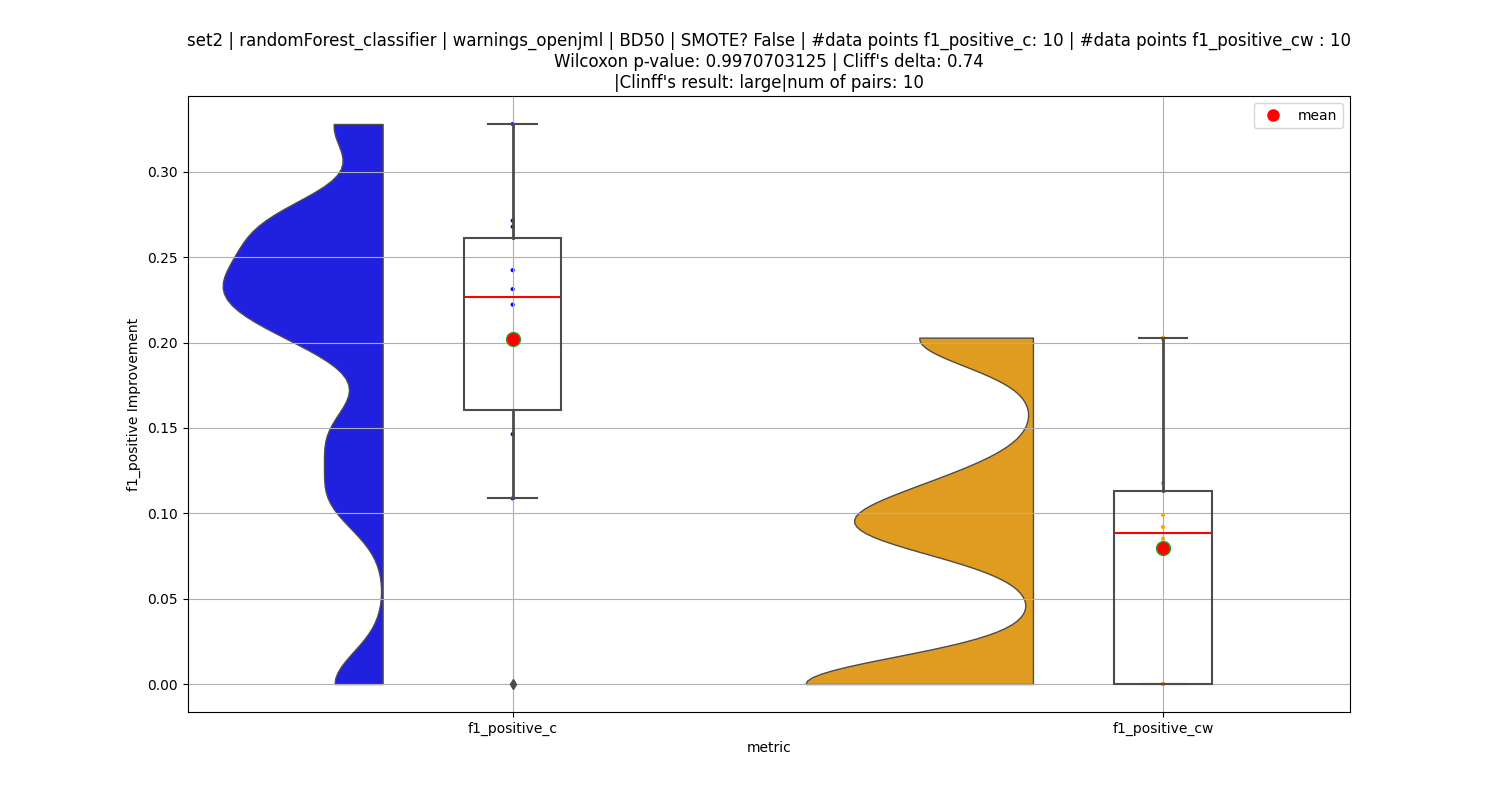 set2 | randomForest_classifier | warnings_openjml | BD50 | SMOTE? False | #data points f1_positive_c: 10 | #data points f1_positive_cw : 10
Wilcoxon p-value: 0.9970703125 | Cliff's delta: 0.74
|Clinff's result: large|num of pairs: 10
mean
0.30
0.25
0.20
0.15
0.10
0.05
0.00
f1_positive Improvement
f1_positive_c
f1_positive_cw
metric